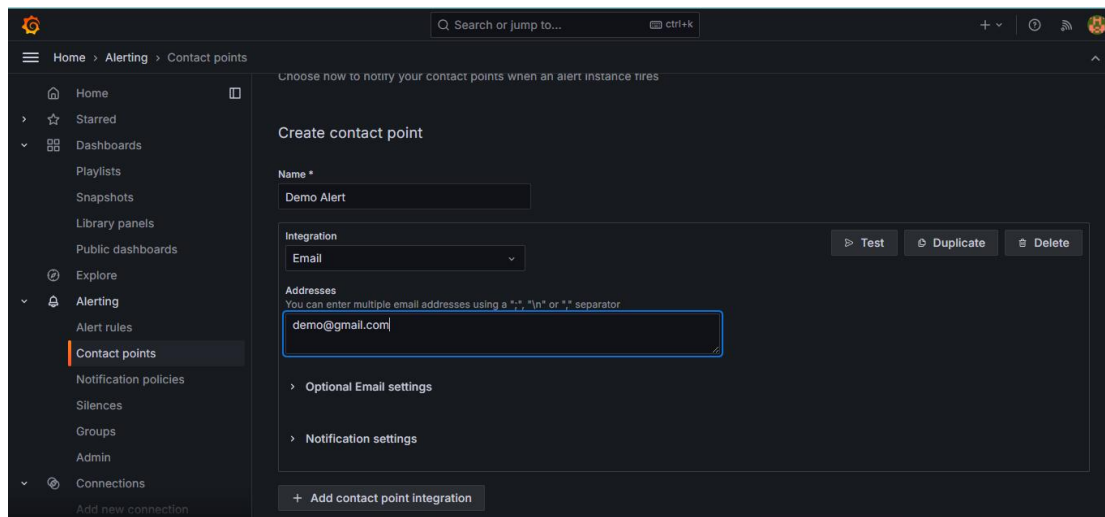 Search or jump to... ctrl+k
Home › Alerting › Contact points
Choose how to notify your contact points when an alert instance fires
Home
Starred
Dashboards
Playlists
Snapshots
Library panels
Public dashboards
Explore
Alerting
Alert rules
Contact points
Notification policies
Silences
Groups
Admin
Connections
Add new connection
Create contact point
Name *
Demo Alert
Integration
Email
Test Duplicate Delete
Addresses
You can enter multiple email addresses using a ";", "\n" or "," separator
demo@gmail.com
Optional Email settings
Notification settings
+ Add contact point integration